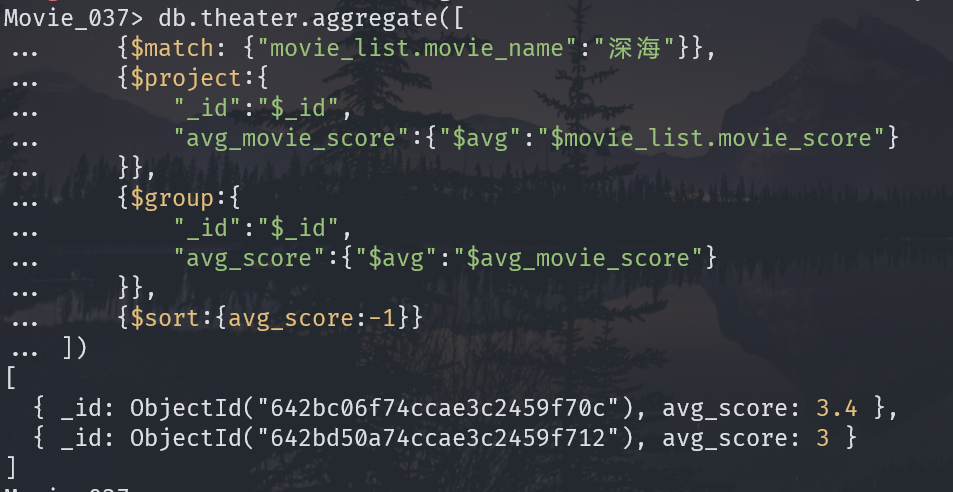 Movie_037> db.theater.aggregate([
...      {$match: {"movie_list.movie_name":"深海"}},
...      {$project:{
...          "_id":"$_id",
...          "avg_movie_score":{"$avg":"$movie_list.movie_score"}
...      }},
...      {$group:{
...          "_id":"$_id",
...          "avg_score":{"$avg":"$avg_movie_score"}
...      }},
...      {$sort:{avg_score:-1}}
...  ])
[
  { _id: ObjectId("642bc06f74ccae3c2459f70c"), avg_score: 3.4 },
  { _id: ObjectId("642bd50a74ccae3c2459f712"), avg_score: 3 }
]